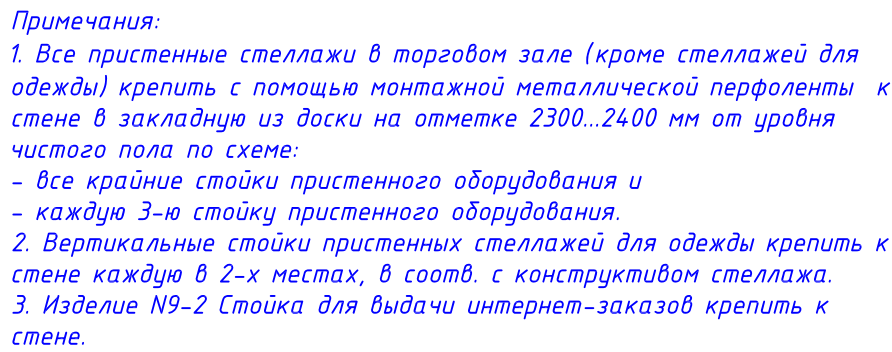 Примечания:
1. Все пристенные стеллажи в торговом зале (кроме стеллажей для
одежды) крепить с помощью монтажной металлической перфоленты к
стене в закладную из доски на отметке 2300...2400 мм от уровня
чистого пола по схеме:
- все крайние стойки пристенного оборудования и
- каждую 3-ю стойку пристенного оборудования.
2. Вертикальные стойки пристенных стеллажей для одежды крепить к
стене каждую в 2-х местах, в соотв. с конструктивом стеллажа.
3. Изделие N9-2 Стойка для выдачи интернет-заказов крепить к
стене.